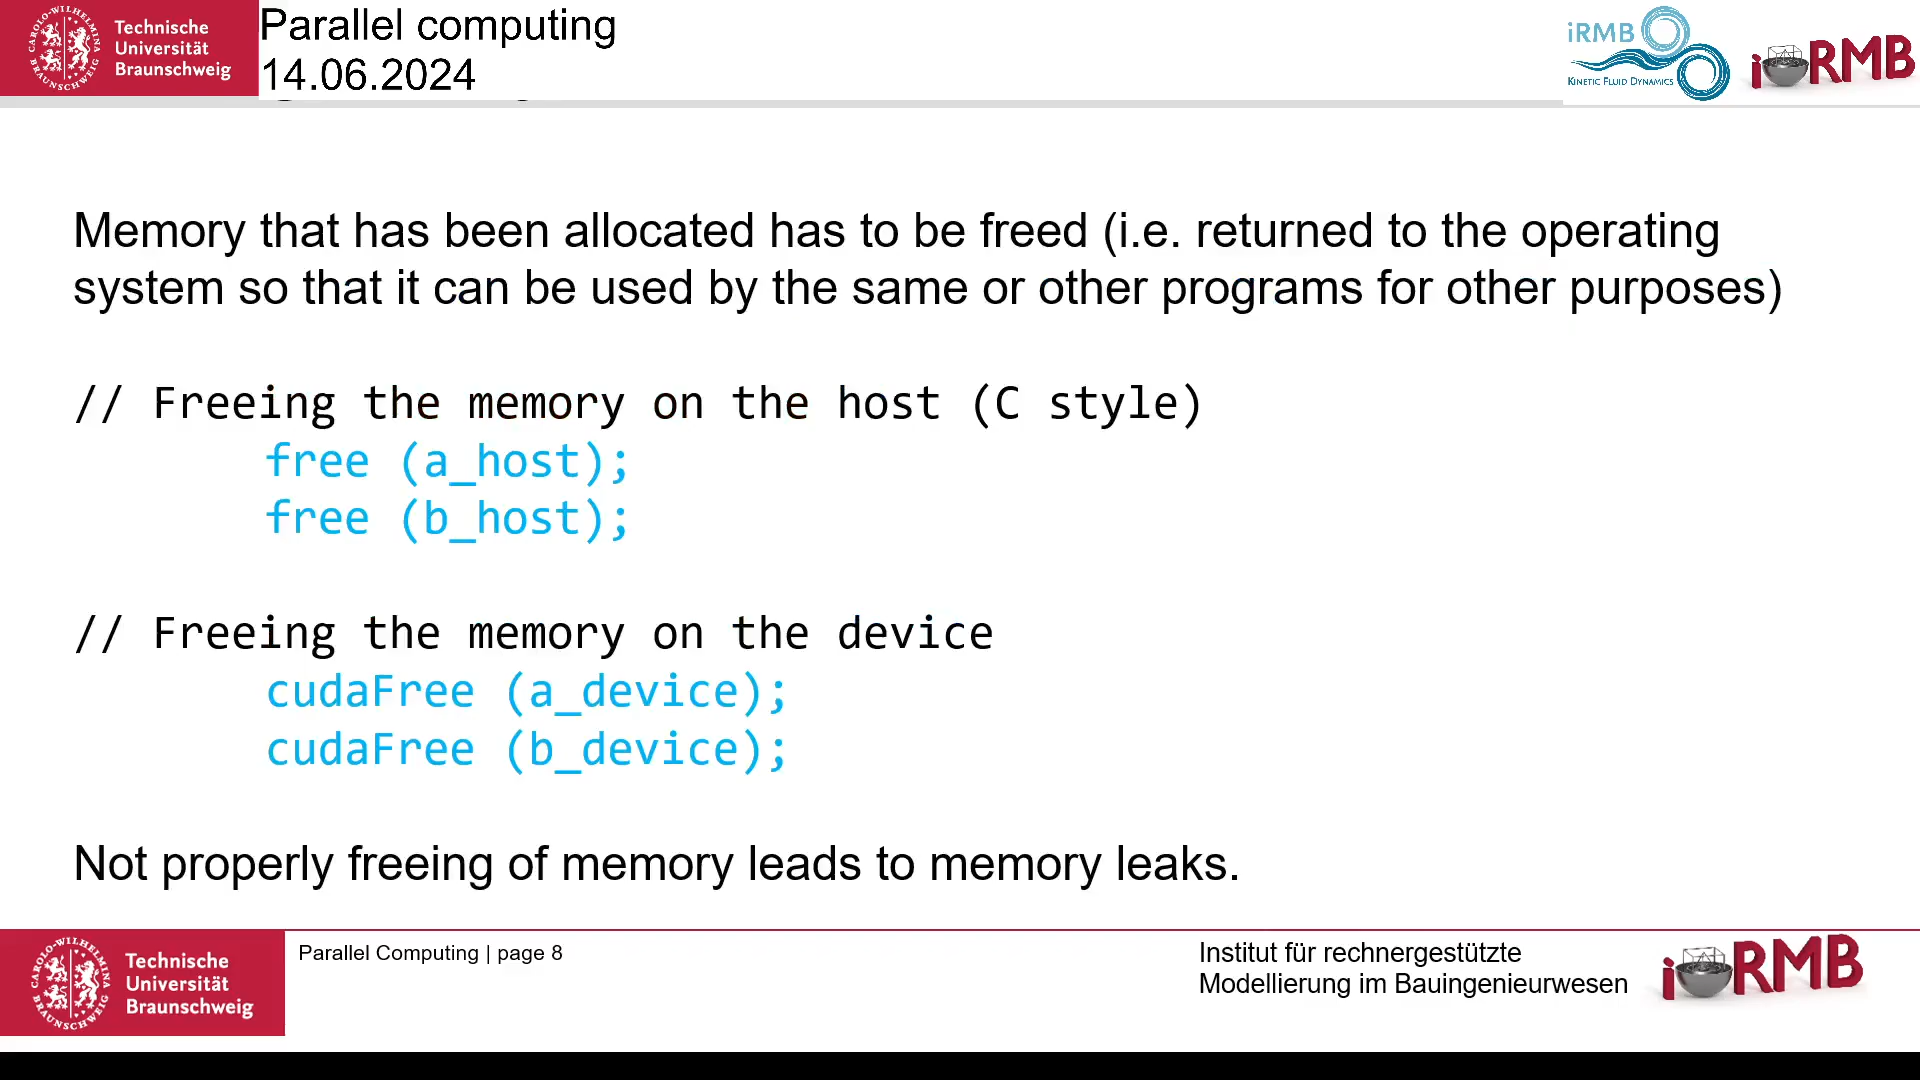 Technische
Universität
Braunschweig
Parallel computing
14.06.2024
iRMB
KINETIC FLUID DYNAMICS
iRMB
Memory that has been allocated has to be freed (i.e. returned to the operating
system so that it can be used by the same or other programs for other purposes)
// Freeing the memory on the host (C style)
free (a_host);
free (b_host);
// Freeing the memory on the device
cudaFree (a_device);
cudaFree (b_device);
Not properly freeing of memory leads to memory leaks.
Technische
Universität
Braunschweig
Parallel Computing | page 8
Institut für rechnergestützte
Modellierung im Bauingenieurwesen
iRMB